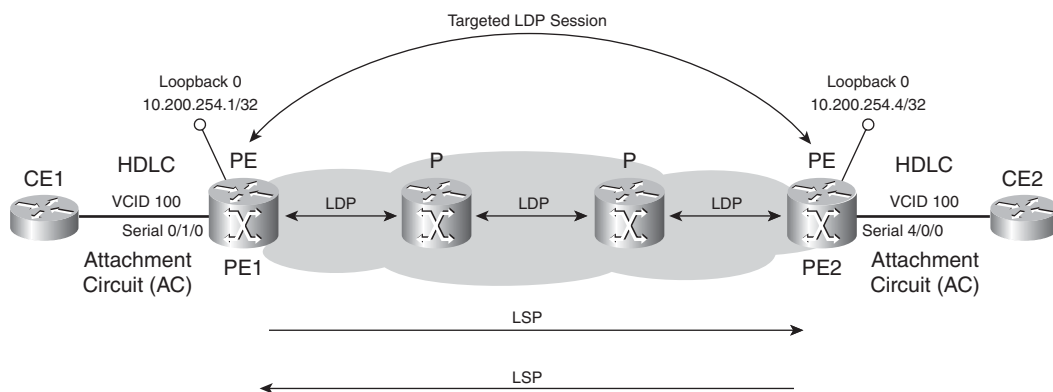 Targeted LDP Session
Loopback 0
10.200.254.1/32
Loopback 0
10.200.254.4/32
CE1
HDLC
PE
P
P
PE
HDLC
CE2
VCID 100
LDP
LDP
LDP
VCID 100
Serial 0/1/0
Serial 4/0/0
Attachment
Circuit (AC)
PE1
PE2
Attachment
Circuit (AC)
LSP
LSP